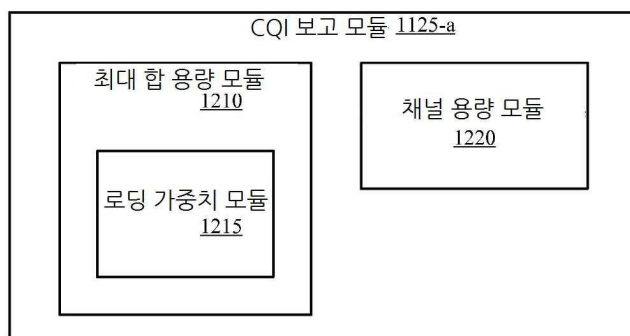 CQI 보고 모듈 1125-a
최대 합 용량 모듈
1210
채널 용량 모듈
1220
로딩 가중치 모듈
1215